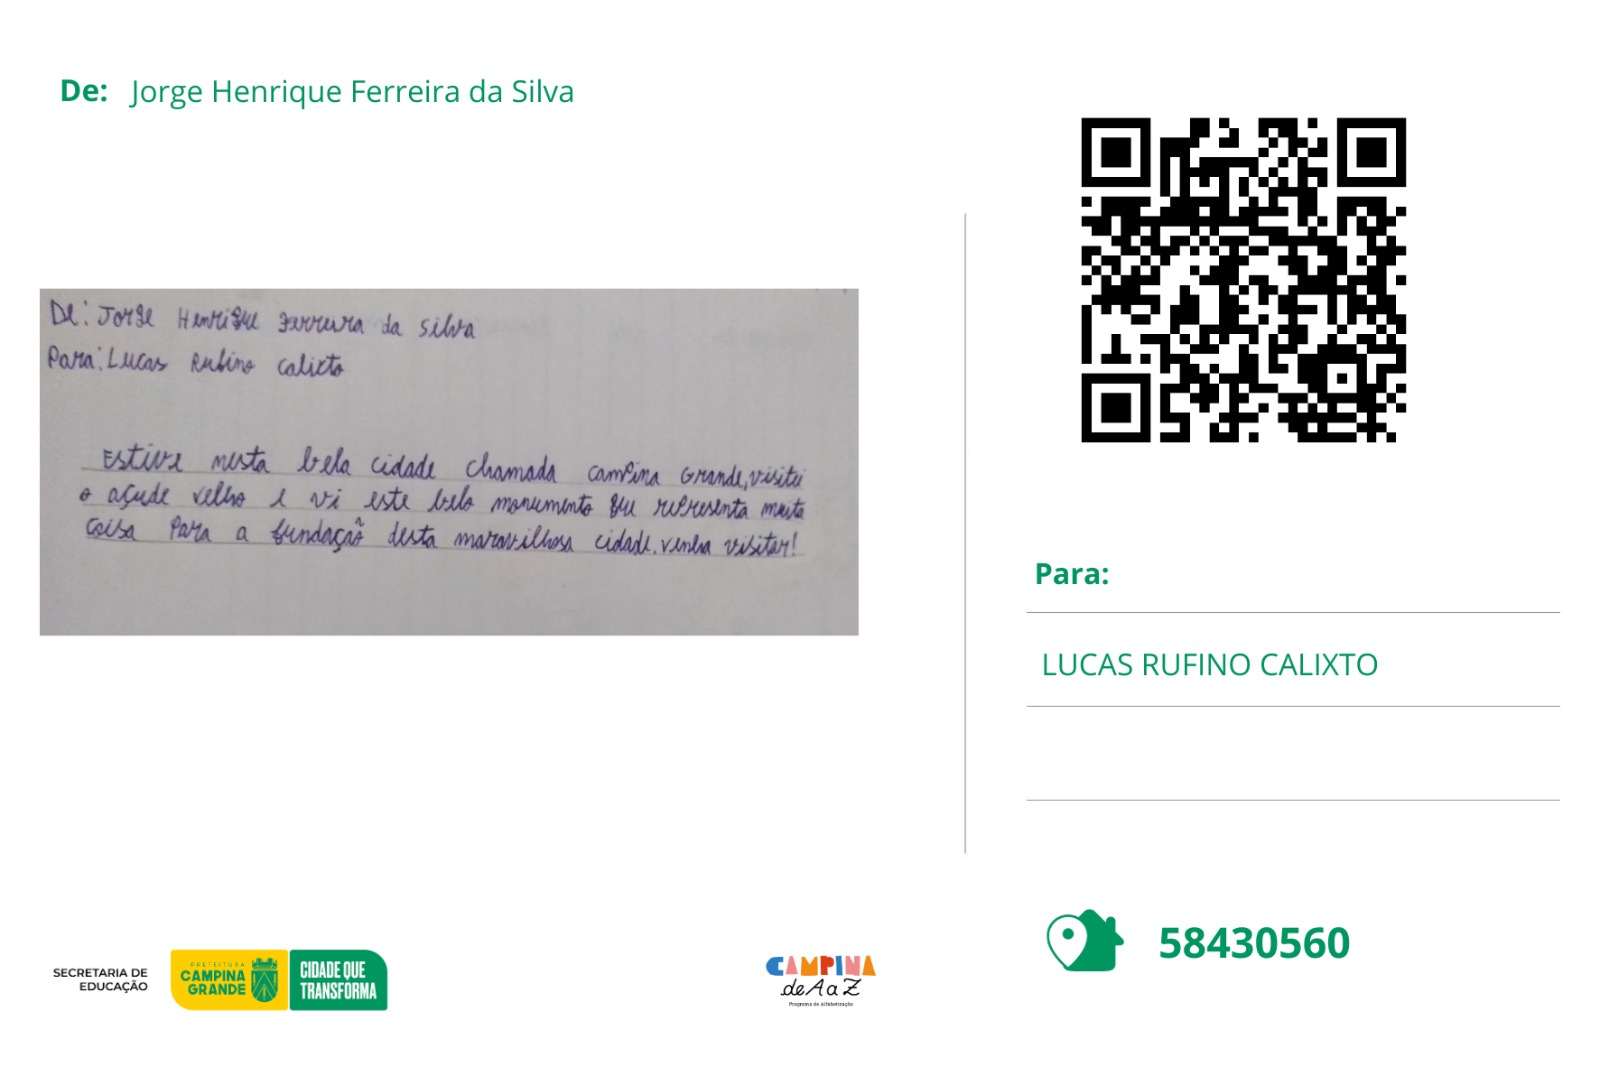 De: Jorge Henrique Ferreira da Silva
De: Jorge Henrique Ferreira da silva
Para: Lucas Rufino Calixto
Estive nesta bela cidade chamada campina Grande, visitei
o açude velho e vi este belo monumento que representa muita
coisa Para a fundação desta maravilhosa cidade. venha visitar!
Para:
LUCAS RUFINO CALIXTO
58430560
SECRETARIA DE
EDUCAÇÃO
PREFEITURA
CAMPINA
GRANDE
CIDADE QUE
TRANSFORMA
CAMPINA
de A a Z
Programa de Alfabetização